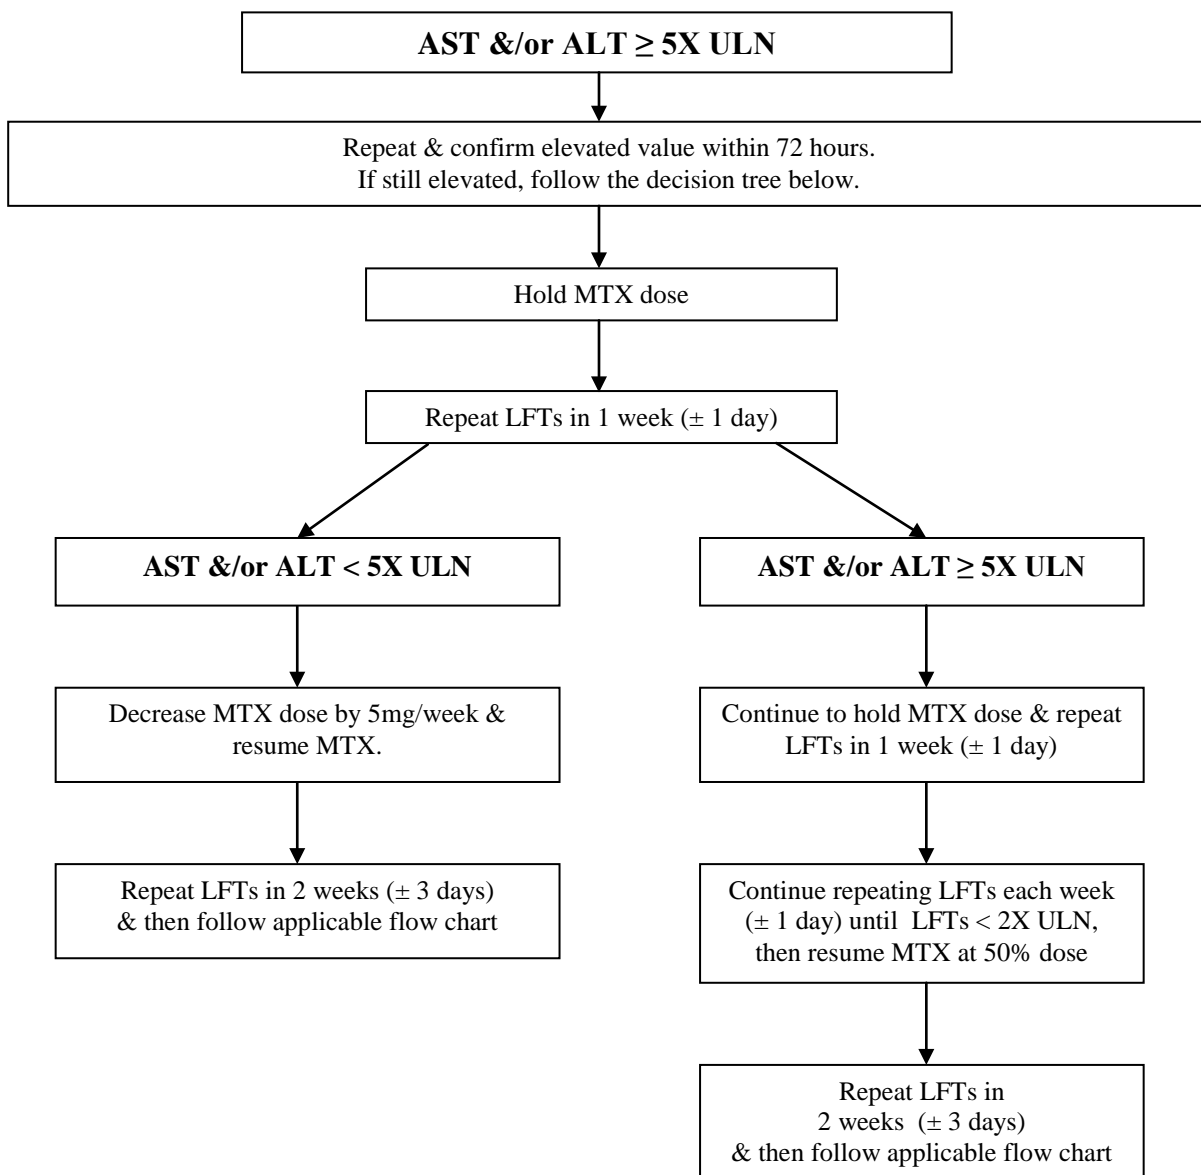 AST &/or ALT ≥ 5X ULN
Repeat & confirm elevated value within 72 hours.
If still elevated, follow the decision tree below.
Hold MTX dose
Repeat LFTs in 1 week (± 1 day)
AST &/or ALT < 5X ULN
Decrease MTX dose by 5mg/week &
resume MTX.
Repeat LFTs in 2 weeks (± 3 days)
& then follow applicable flow chart
AST &/or ALT ≥ 5X ULN
Continue to hold MTX dose & repeat
LFTs in 1 week (± 1 day)
Continue repeating LFTs each week
(± 1 day) until LFTs < 2X ULN,
then resume MTX at 50% dose
Repeat LFTs in
2 weeks (± 3 days)
& then follow applicable flow chart